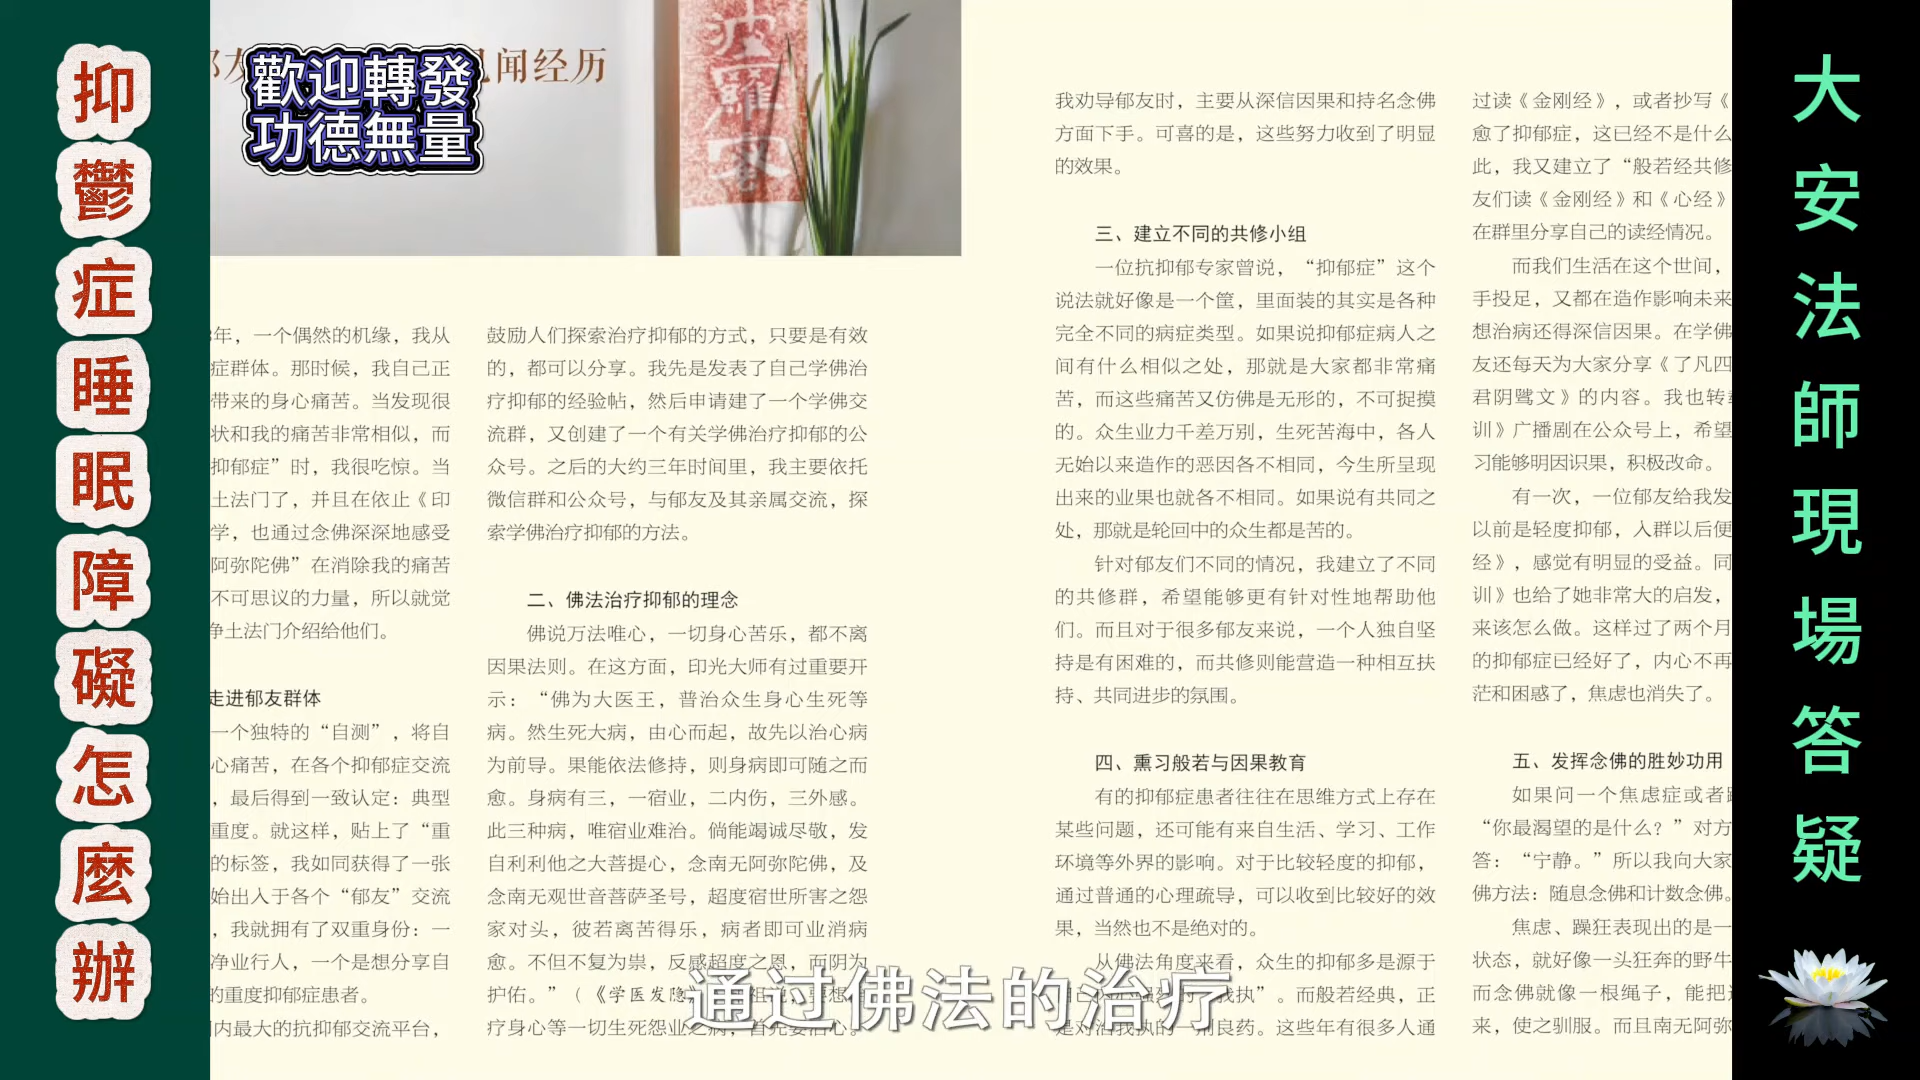 抑鬱症睡眠障礙怎麼辦
友
见闻经历
歡迎轉發
功德無量
波羅蜜
年，一个偶然的机缘，我从
症群体。那时候，我自己正
带来的身心痛苦。当发现很
状和我的痛苦非常相似，而
抑郁症”时，我很吃惊。当
土法门了，并且在依止《印
学，也通过念佛深深地感受
阿弥陀佛”在消除我的痛苦
不可思议的力量，所以就觉
净土法门介绍给他们。
走进郁友群体
一个独特的“自测”，将自
心痛苦，在各个抑郁症交流
，最后得到一致认定：典型
重度。就这样，贴上了“重
的标签，我如同获得了一张
始出入于各个“郁友”交流
，我就拥有了双重身份：一
净业行人，一个是想分享自
的重度抑郁症患者。
内最大的抗抑郁交流平台，
鼓励人们探索治疗抑郁的方式，只要是有效
的，都可以分享。我先是发表了自己学佛治
疗抑郁的经验帖，然后申请建了一个学佛交
流群，又创建了一个有关学佛治疗抑郁的公
众号。之后的大约三年时间里，我主要依托
微信群和公众号，与郁友及其亲属交流，探
索学佛治疗抑郁的方法。
二、佛法治疗抑郁的理念
佛说万法唯心，一切身心苦乐，都不离
因果法则。在这方面，印光大师有过重要开
示：“佛为大医王，普治众生身心生死等
病。然生死大病，由心而起，故先以治心病
为前导。果能依法修持，则身病即可随之而
愈。身病有三，一宿业，二内伤，三外感。
此三种病，唯宿业难治。倘能竭诚尽敬，发
自利利他之大菩提心，念南无阿弥陀佛，及
念南无观世音菩萨圣号，超度宿世所害之怨
家对头，彼若离苦得乐，病者即可业消病
愈。不但不复为祟，反感超度之恩，而阴为
护佑。”（《学医发隐
疗身心等一切生死怨业之病，首先要治心。
我劝导郁友时，主要从深信因果和持名念佛
方面下手。可喜的是，这些努力收到了明显
的效果。
三、建立不同的共修小组
一位抗抑郁专家曾说，“抑郁症”这个
说法就好像是一个筐，里面装的其实是各种
完全不同的病症类型。如果说抑郁症病人之
间有什么相似之处，那就是大家都非常痛
苦，而这些痛苦又仿佛是无形的，不可捉摸
的。众生业力千差万别，生死苦海中，各人
无始以来造作的恶因各不相同，今生所呈现
出来的业果也就各不相同。如果说有共同之
处，那就是轮回中的众生都是苦的。
针对郁友们不同的情况，我建立了不同
的共修群，希望能够更有针对性地帮助他
们。而且对于很多郁友来说，一个人独自坚
持是有困难的，而共修则能营造一种相互扶
持、共同进步的氛围。
四、熏习般若与因果教育
有的抑郁症患者往往在思维方式上存在
某些问题，还可能有来自生活、学习、工作
环境等外界的影响。对于比较轻度的抑郁，
通过普通的心理疏导，可以收到比较好的效
果，当然也不是绝对的。
从佛法角度来看，众生的抑郁多是源于
我执”。而般若经典，正
是对治我执的一剂良药。这些年有很多人通
过读《金刚经》，或者抄写《
愈了抑郁症，这已经不是什么
此，我又建立了“般若经共修
友们读《金刚经》和《心经》
在群里分享自己的读经情况。
而我们生活在这个世间，
手投足，又都在造作影响未来
想治病还得深信因果。在学佛
友还每天为大家分享《了凡四
君阴骘文》的内容。我也转
训》广播剧在公众号上，希望
习能够明因识果，积极改命。
有一次，一位郁友给我发
以前是轻度抑郁，入群以后便
经》，感觉有明显的受益。同
训》也给了她非常大的启发，
来该怎么做。这样过了两个月
的抑郁症已经好了，内心不再
茫和困惑了，焦虑也消失了。
五、发挥念佛的胜妙功用
如果问一个焦虑症或者
“你最渴望的是什么？”对方
答：“宁静。”所以我向大家
佛方法：随息念佛和计数念佛。
焦虑、躁狂表现出的是一
状态，就好像一头狂奔的野牛
而念佛就像一根绳子，能把
来，使之驯服。而且南无阿弥
通过佛法的治疗
大安法師現場答疑